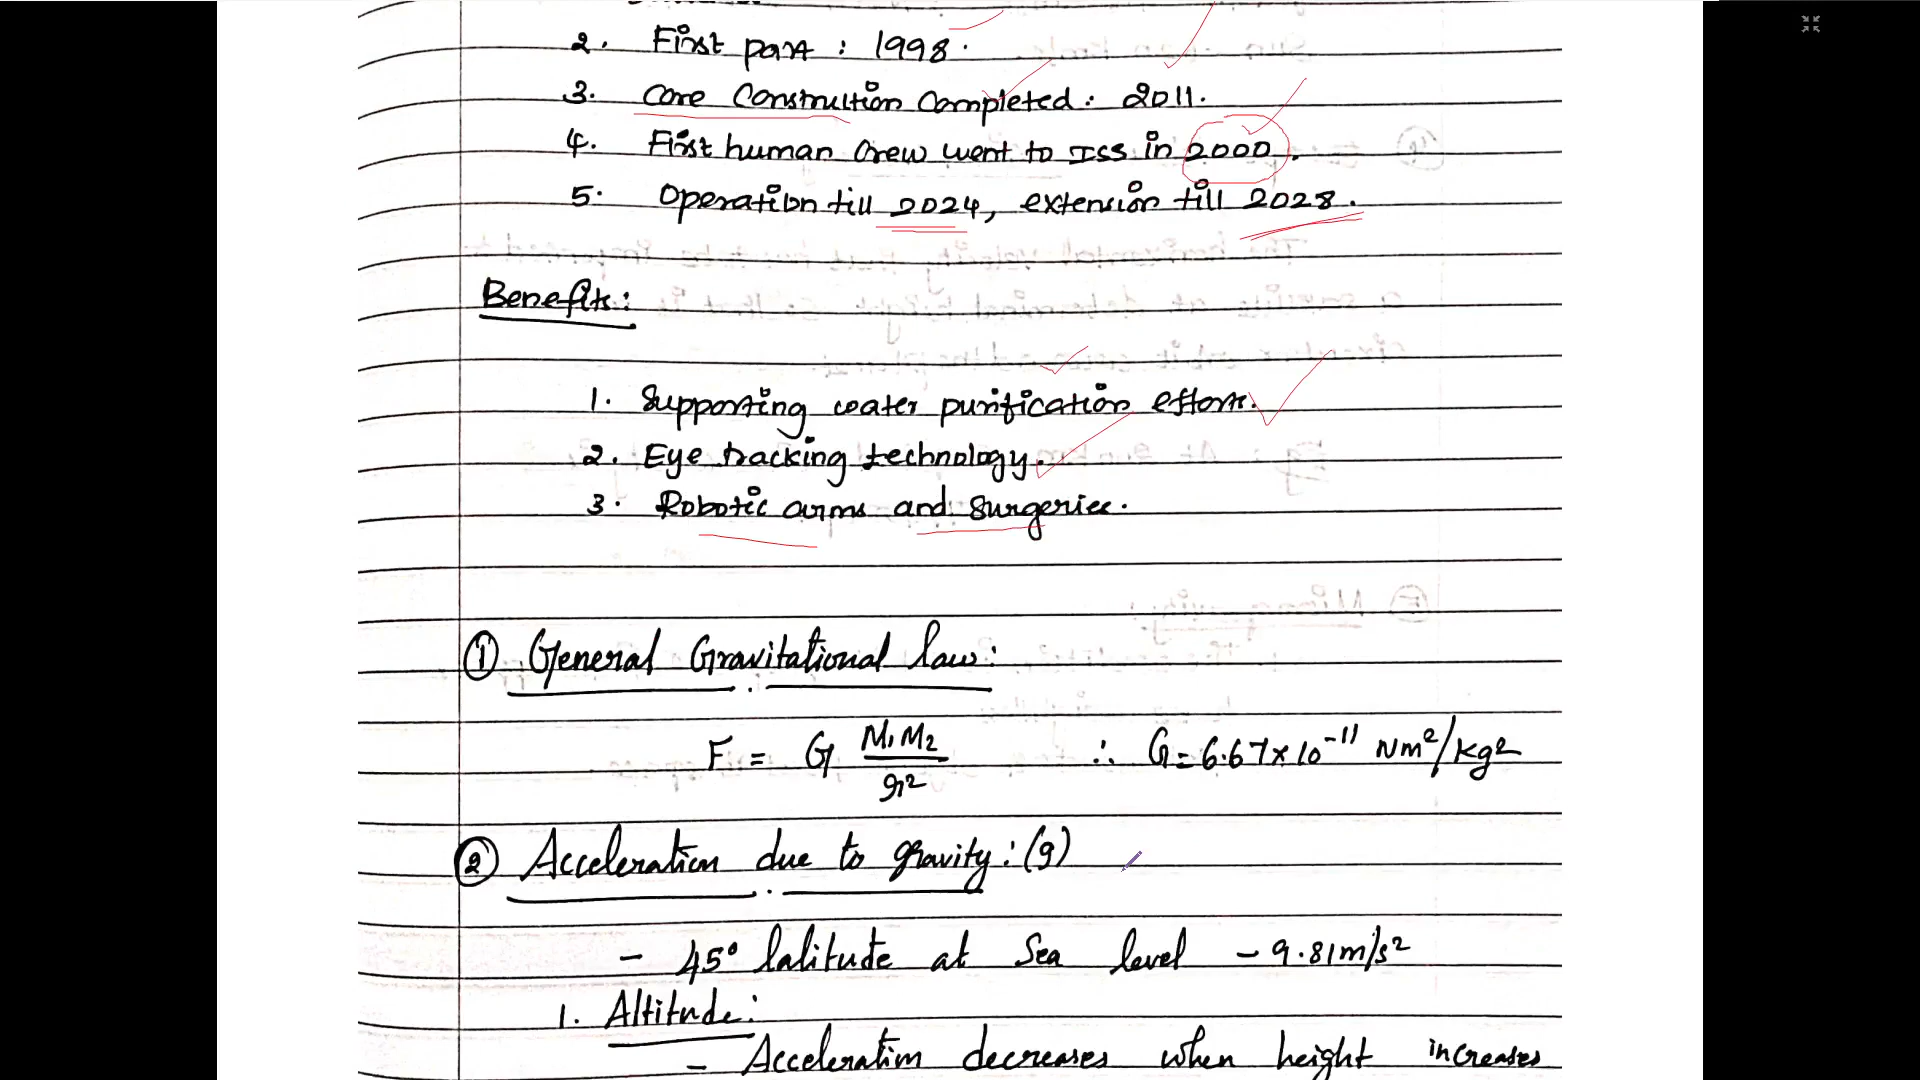 2. First part : 1998.
3. Core Construction Completed : 2011.
4. First human Crew went to ISS in 2000.
5. Operation till 2024, extension till 2028.
Benefits :
1. Supporting water purification efforts.
2. Eye tracking technology.
3. Robotic arms and surgeries.
① General Gravitational law :
F = G M₁M₂ / r² ∴ G = 6.67 × 10⁻¹¹ Nm²/kg²
② Acceleration due to gravity : (g)
- 45° latitude at Sea level - 9.81 m/s²
1. Altitude :
- Acceleration decreases when height increases